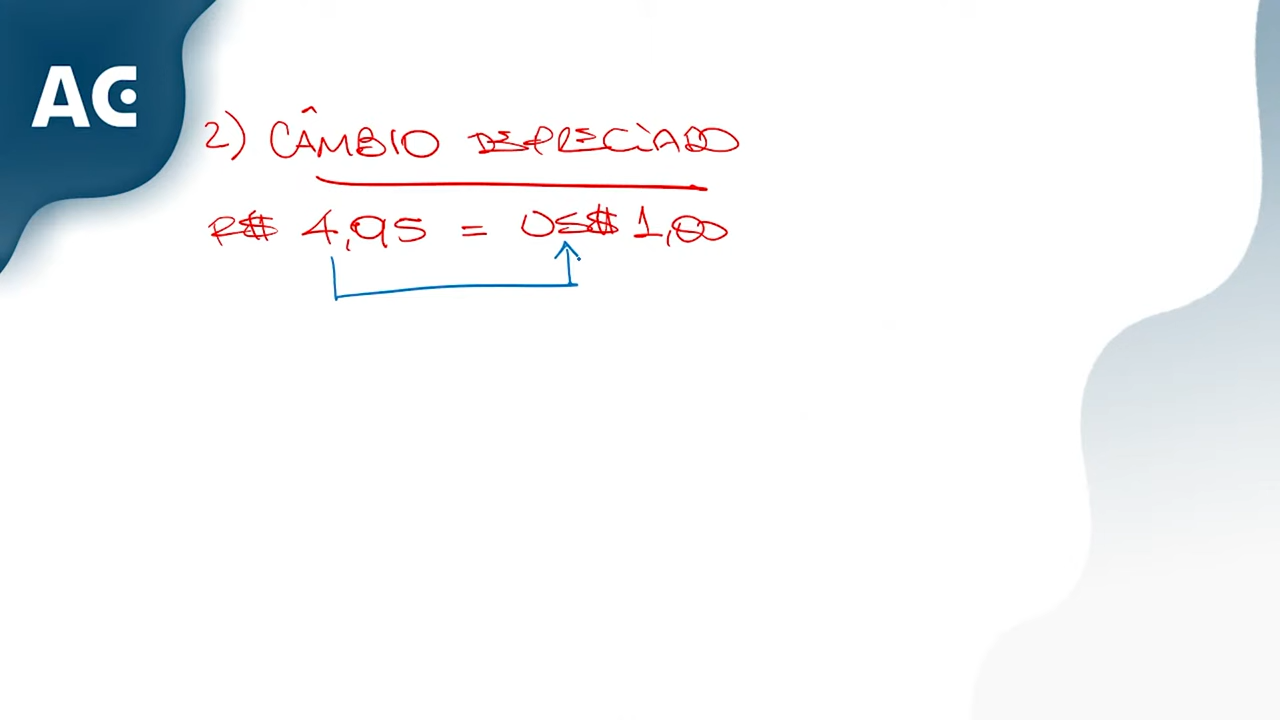 AC
2) CÂMBIO DEPRECIADO
R$ 4,95 = US$ 1,00